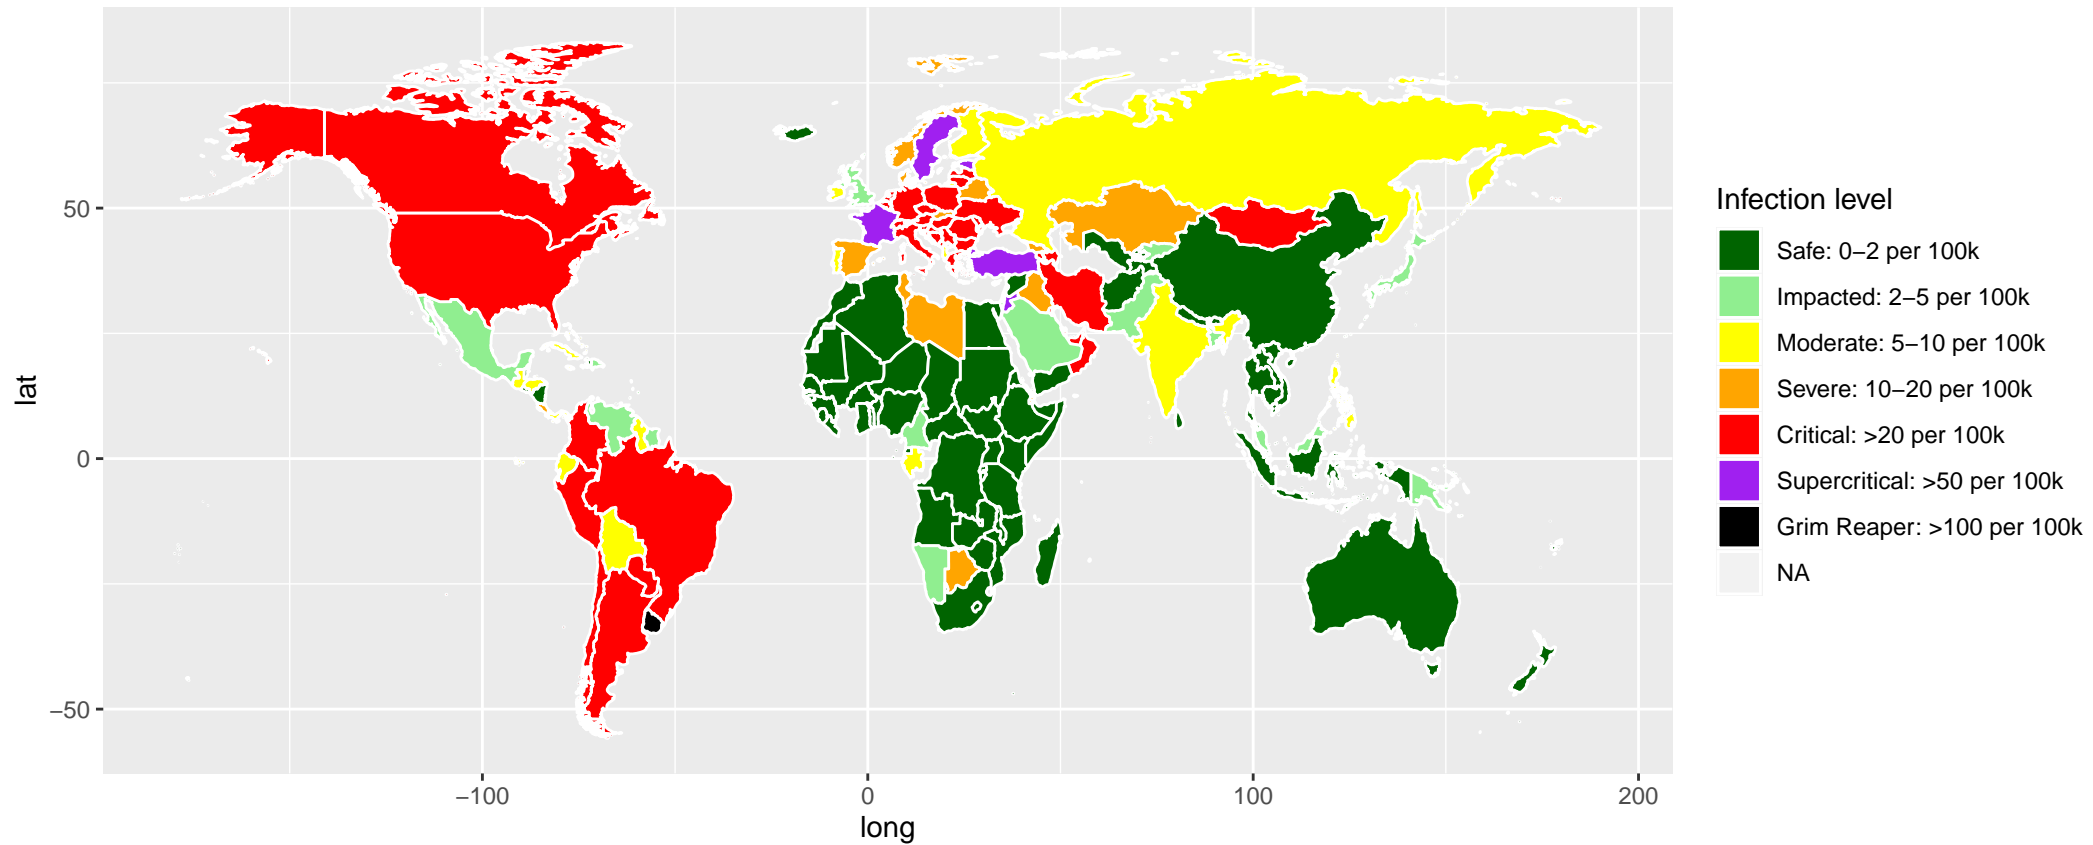 50
0
−50
lat
−100
0
100
200
long
Infection level
Safe: 0−2 per 100k
Impacted: 2−5 per 100k
Moderate: 5−10 per 100k
Severe: 10−20 per 100k
Critical: >20 per 100k
Supercritical: >50 per 100k
Grim Reaper: >100 per 100k
NA